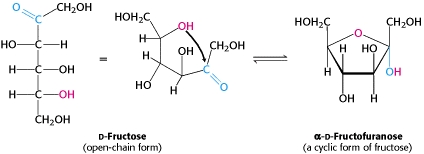 O
C CH₂OH
HO C H
H C OH
H C OH
CH₂OH
=
HOH₂C OH
H
OH
CH₂OH
C
HO H
O
HOH₂C O CH₂OH
H HO
H OH
OH H
D-Fructose
(open-chain form)
α-D-Fructofuranose
(a cyclic form of fructose)